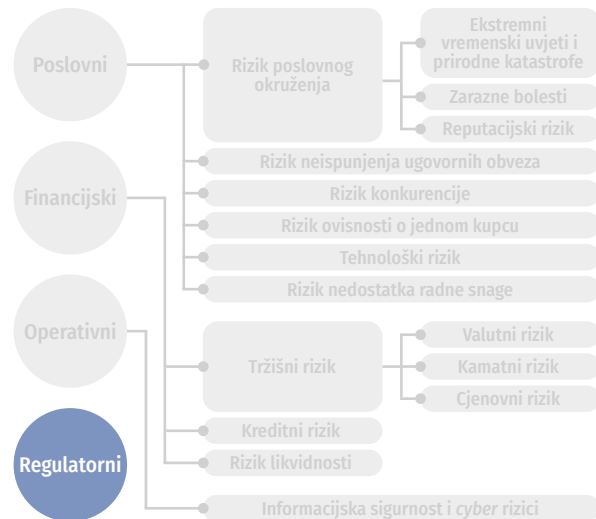 Poslovni
Rizik poslovnog
okruženja
Ekstremni
vremenski uvjeti i
prirodne katastrofe
Zarazne bolesti
Reputacijski rizik
Rizik neispunjenja ugovornih obveza
Rizik konkurencije
Rizik ovisnosti o jednom kupcu
Tehnološki rizik
Rizik nedostatka radne snage
Financijski
Tržišni rizik
Valutni rizik
Kamatni rizik
Cjenovni rizik
Kreditni rizik
Rizik likvidnosti
Operativni
Informacijska sigurnost i cyber rizici
Regulatorni